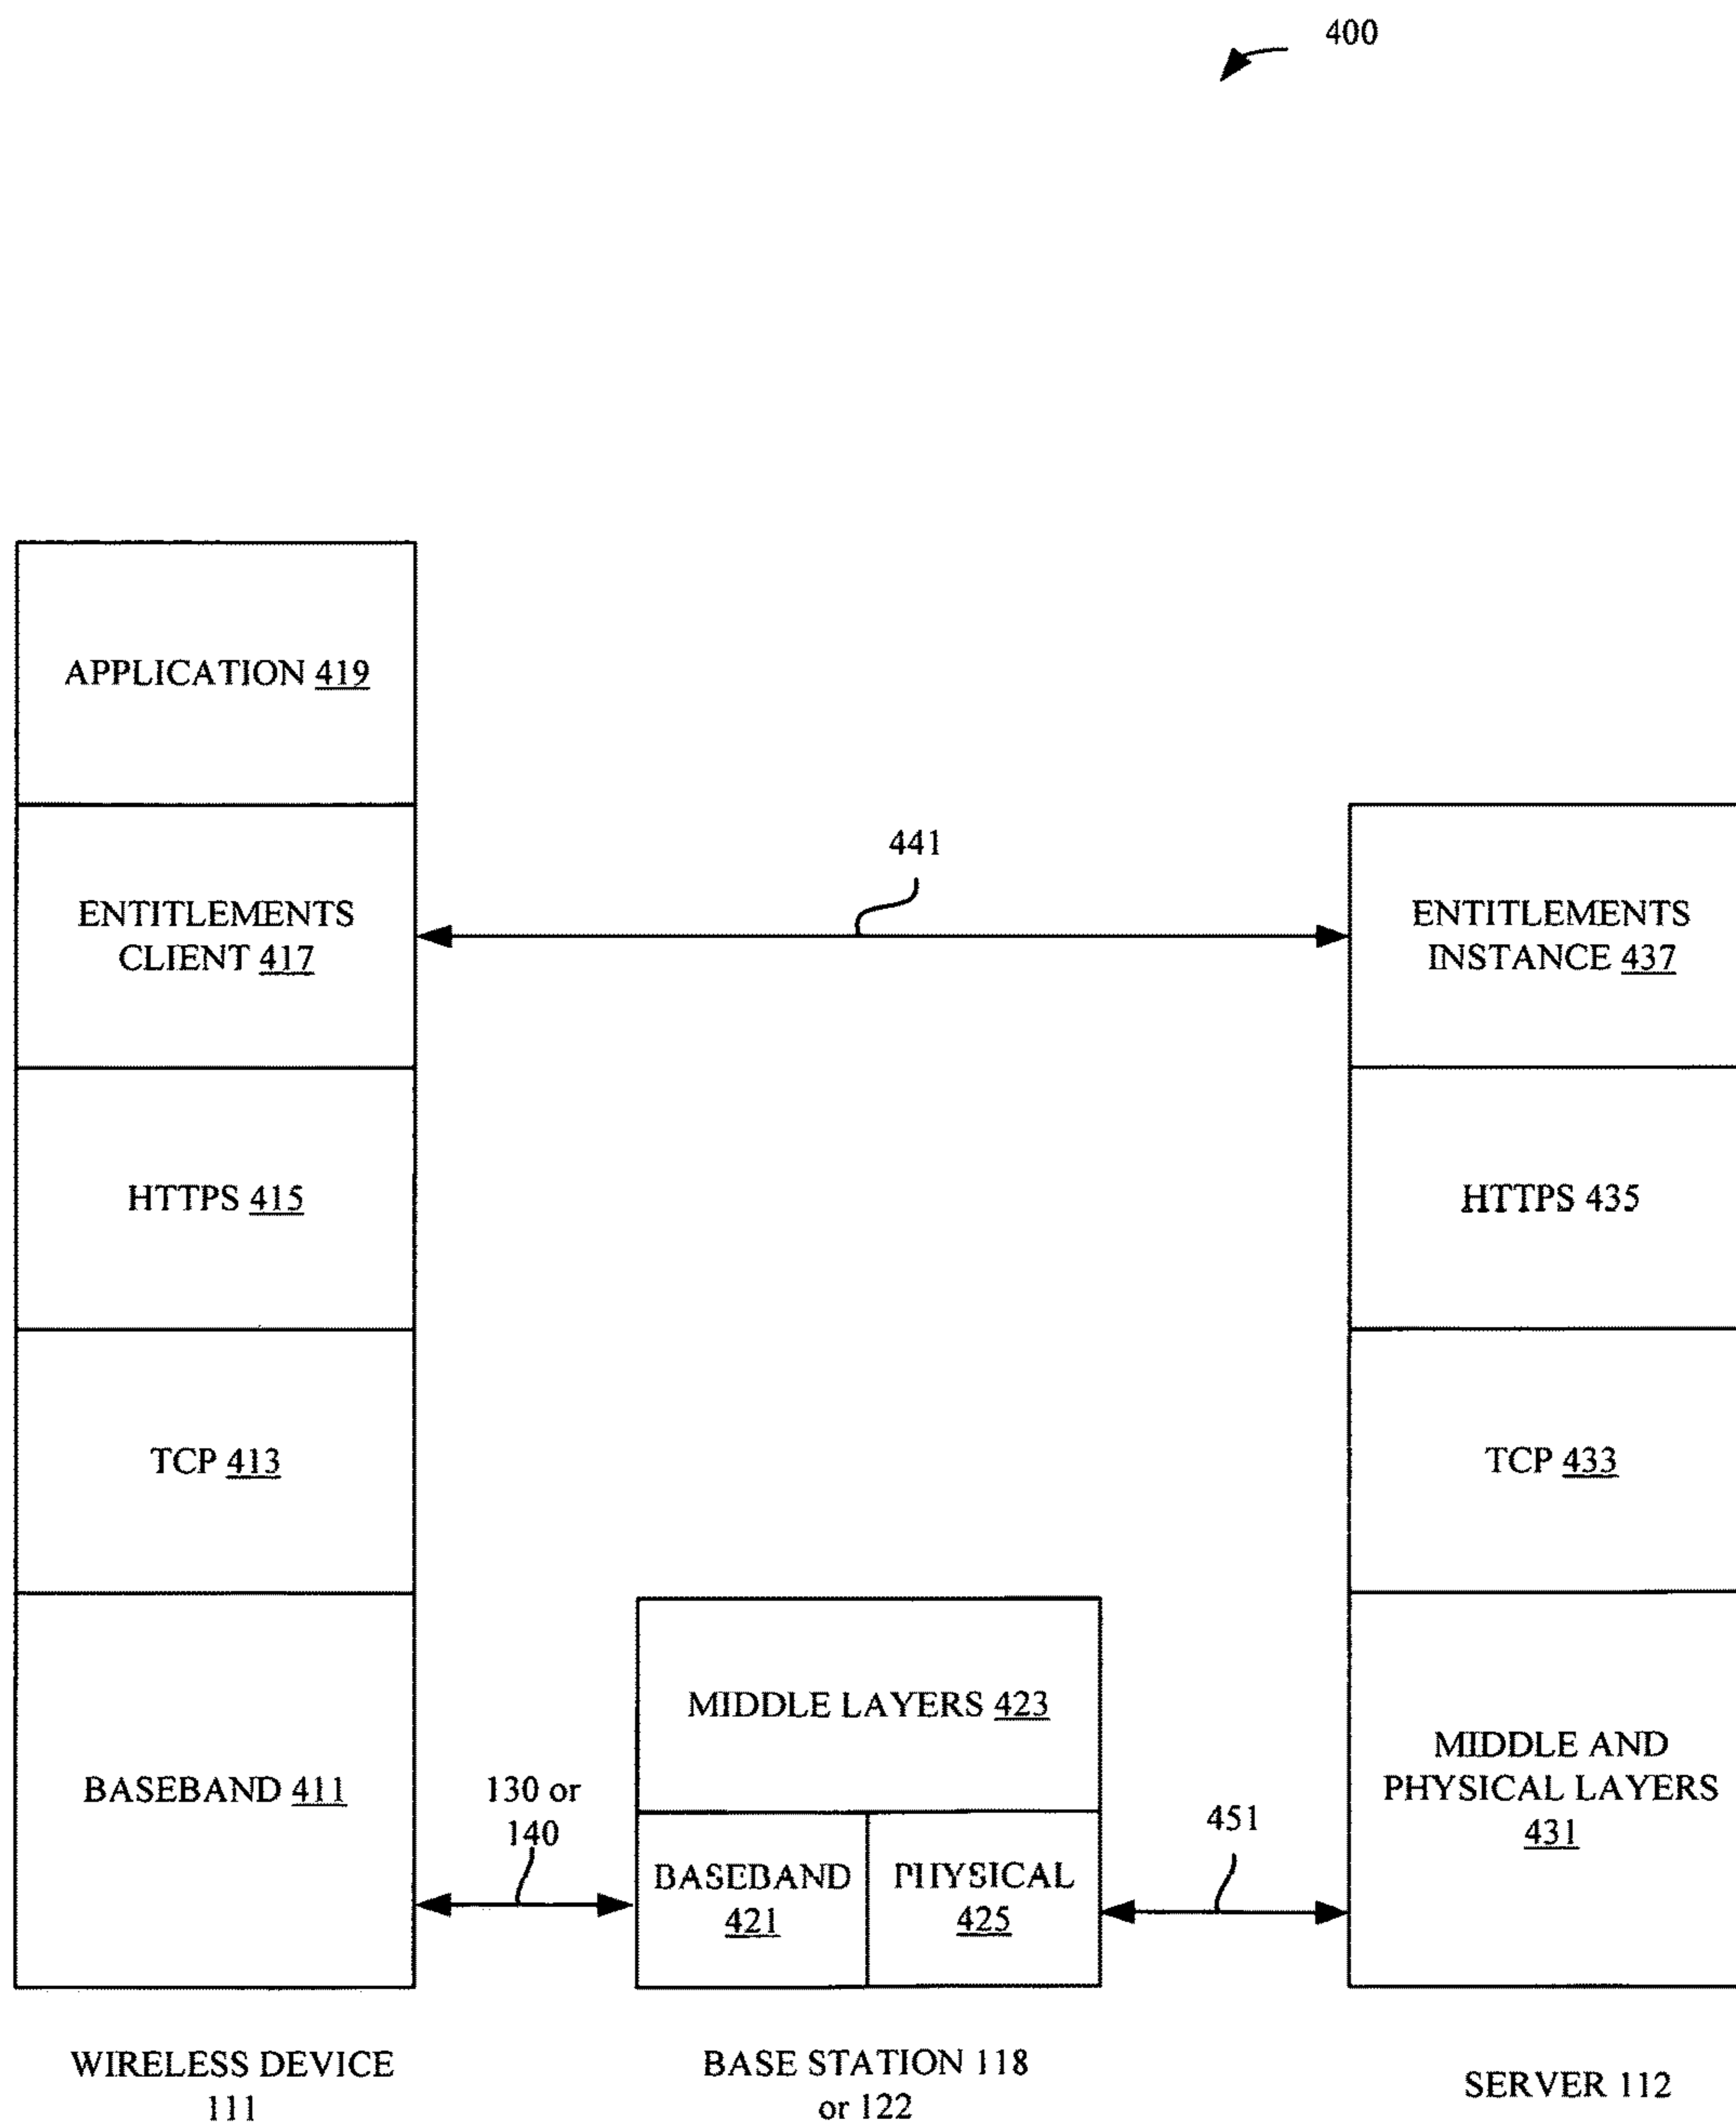 400
APPLICATION 419
ENTITLEMENTS
CLIENT 417
441
ENTITLEMENTS
INSTANCE 437
HTTPS 415
HTTPS 435
TCP 413
TCP 433
BASEBAND 411
130 or
140
MIDDLE LAYERS 423
BASEBAND
421
PHYSICAL
425
451
MIDDLE AND
PHYSICAL LAYERS
431
WIRELESS DEVICE
111
BASE STATION 118
or 122
SERVER 112